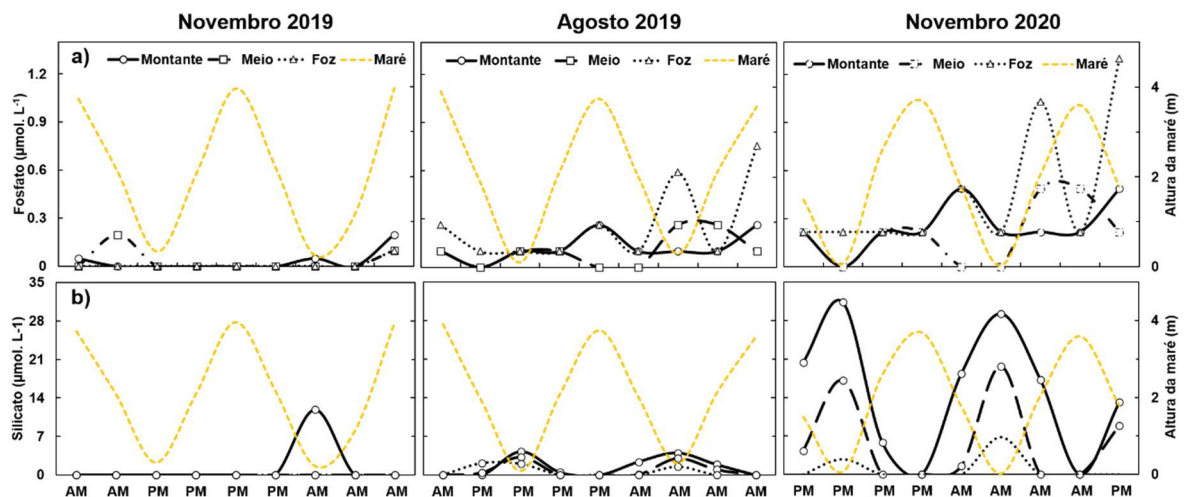 Novembro 2019 Agosto 2019 Novembro 2020
a) Montante Meio Foz Maré Montante Meio Foz Maré Montante Meio Foz Maré
Fosfato (µmol. L-1)
1.2
0.9
0.6
0.3
0
4
2
0
Altura da maré (m)
b)
Silicato (µmol. L-1)
35
28
21
14
7
0
4
2
0
Altura da maré (m)
AM AM PM PM PM PM AM AM AM AM AM PM PM PM AM AM AM AM PM PM PM PM AM AM AM AM PM